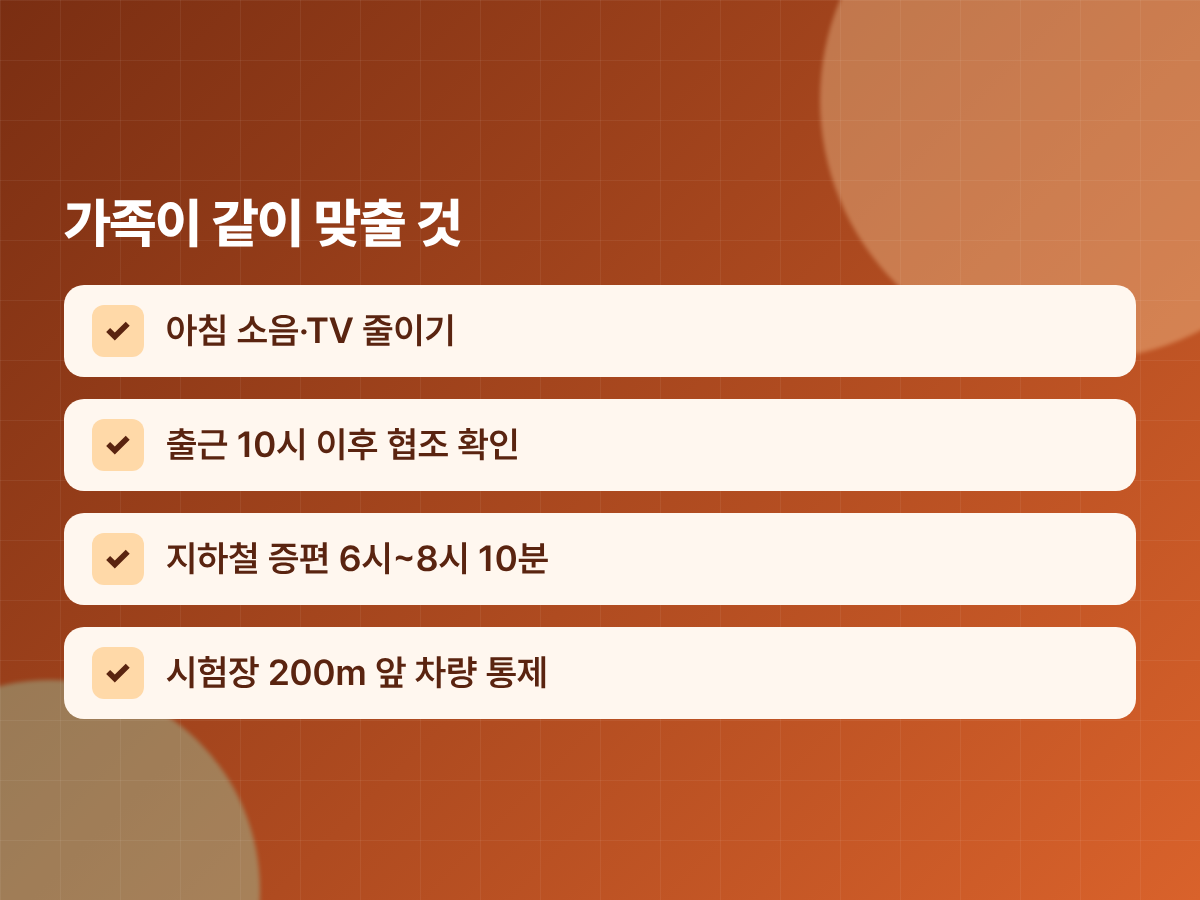 가족이 같이 맞출 것
아침 소음·TV 줄이기
출근 10시 이후 협조 확인
지하철 증편 6시~8시 10분
시험장 200m 앞 차량 통제